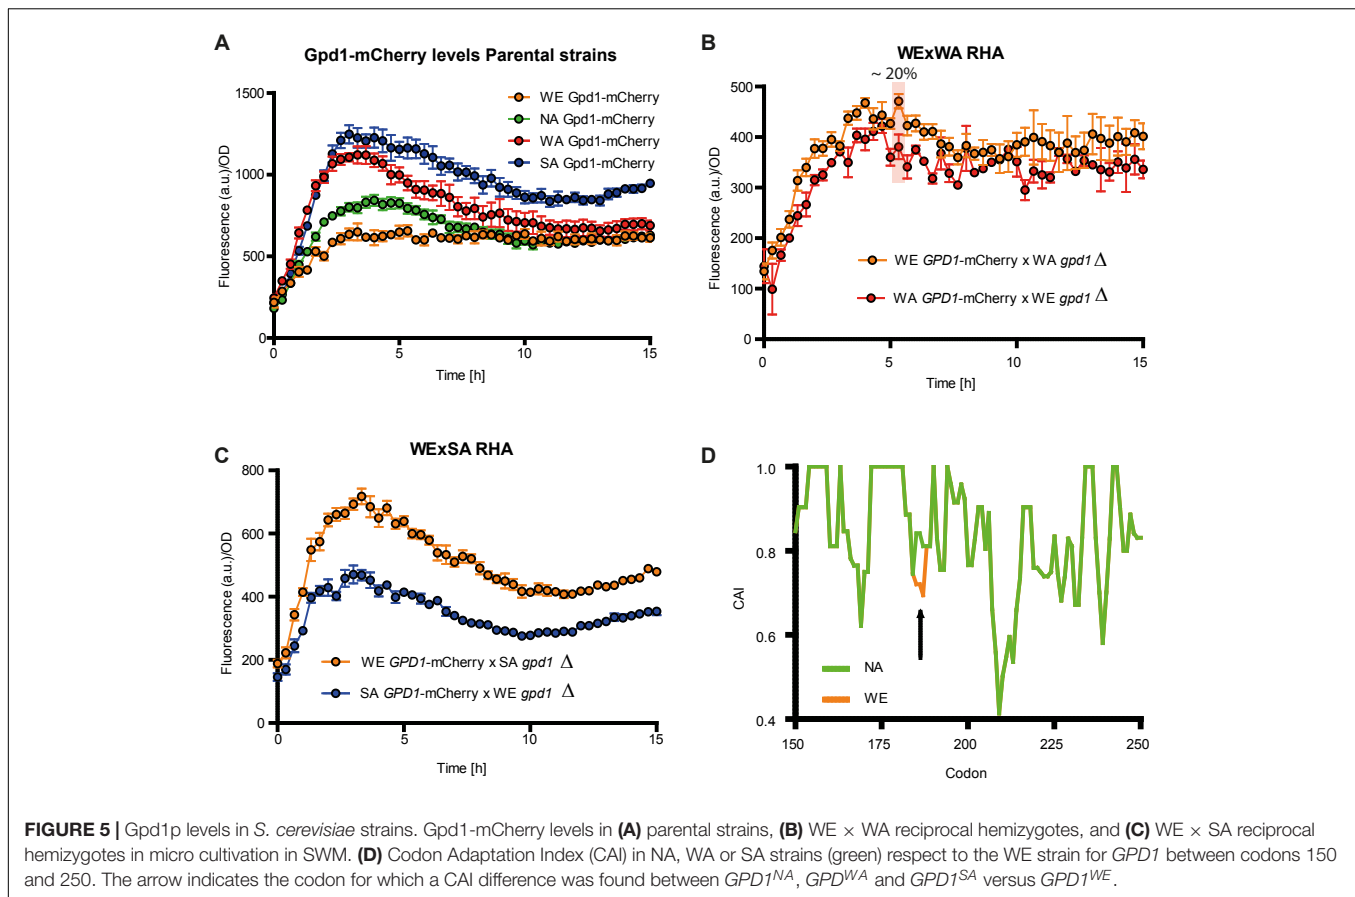 A
Gpd1-mCherry levels Parental strains
1500
1000
500
0
Fluorescence (a.u.)/OD
WE Gpd1-mCherry
NA Gpd1-mCherry
WA Gpd1-mCherry
SA Gpd1-mCherry
0 5 10 15
Time [h]
B
WExWA RHA
~ 20%
500
400
300
200
100
0
Fluorescence (a.u.)/OD
WE GPD1-mCherry x WA gpd1 Δ
WA GPD1-mCherry x WE gpd1 Δ
0 5 10 15
Time [h]
C
WExSA RHA
800
600
400
200
0
Fluorescence (a.u.)/OD
WE GPD1-mCherry x SA gpd1 Δ
SA GPD1-mCherry x WE gpd1 Δ
0 5 10 15
Time [h]
D
1.0
0.8
0.6
0.4
CAI
NA
WE
150 175 200 225 250
Codon
FIGURE 5 | Gpd1p levels in S. cerevisiae strains. Gpd1-mCherry levels in (A) parental strains, (B) WE × WA reciprocal hemizygotes, and (C) WE × SA reciprocal
hemizygotes in micro cultivation in SWM. (D) Codon Adaptation Index (CAI) in NA, WA or SA strains (green) respect to the WE strain for GPD1 between codons 150
and 250. The arrow indicates the codon for which a CAI difference was found between GPD1^NA, GPD^WA and GPD1^SA versus GPD1^WE.